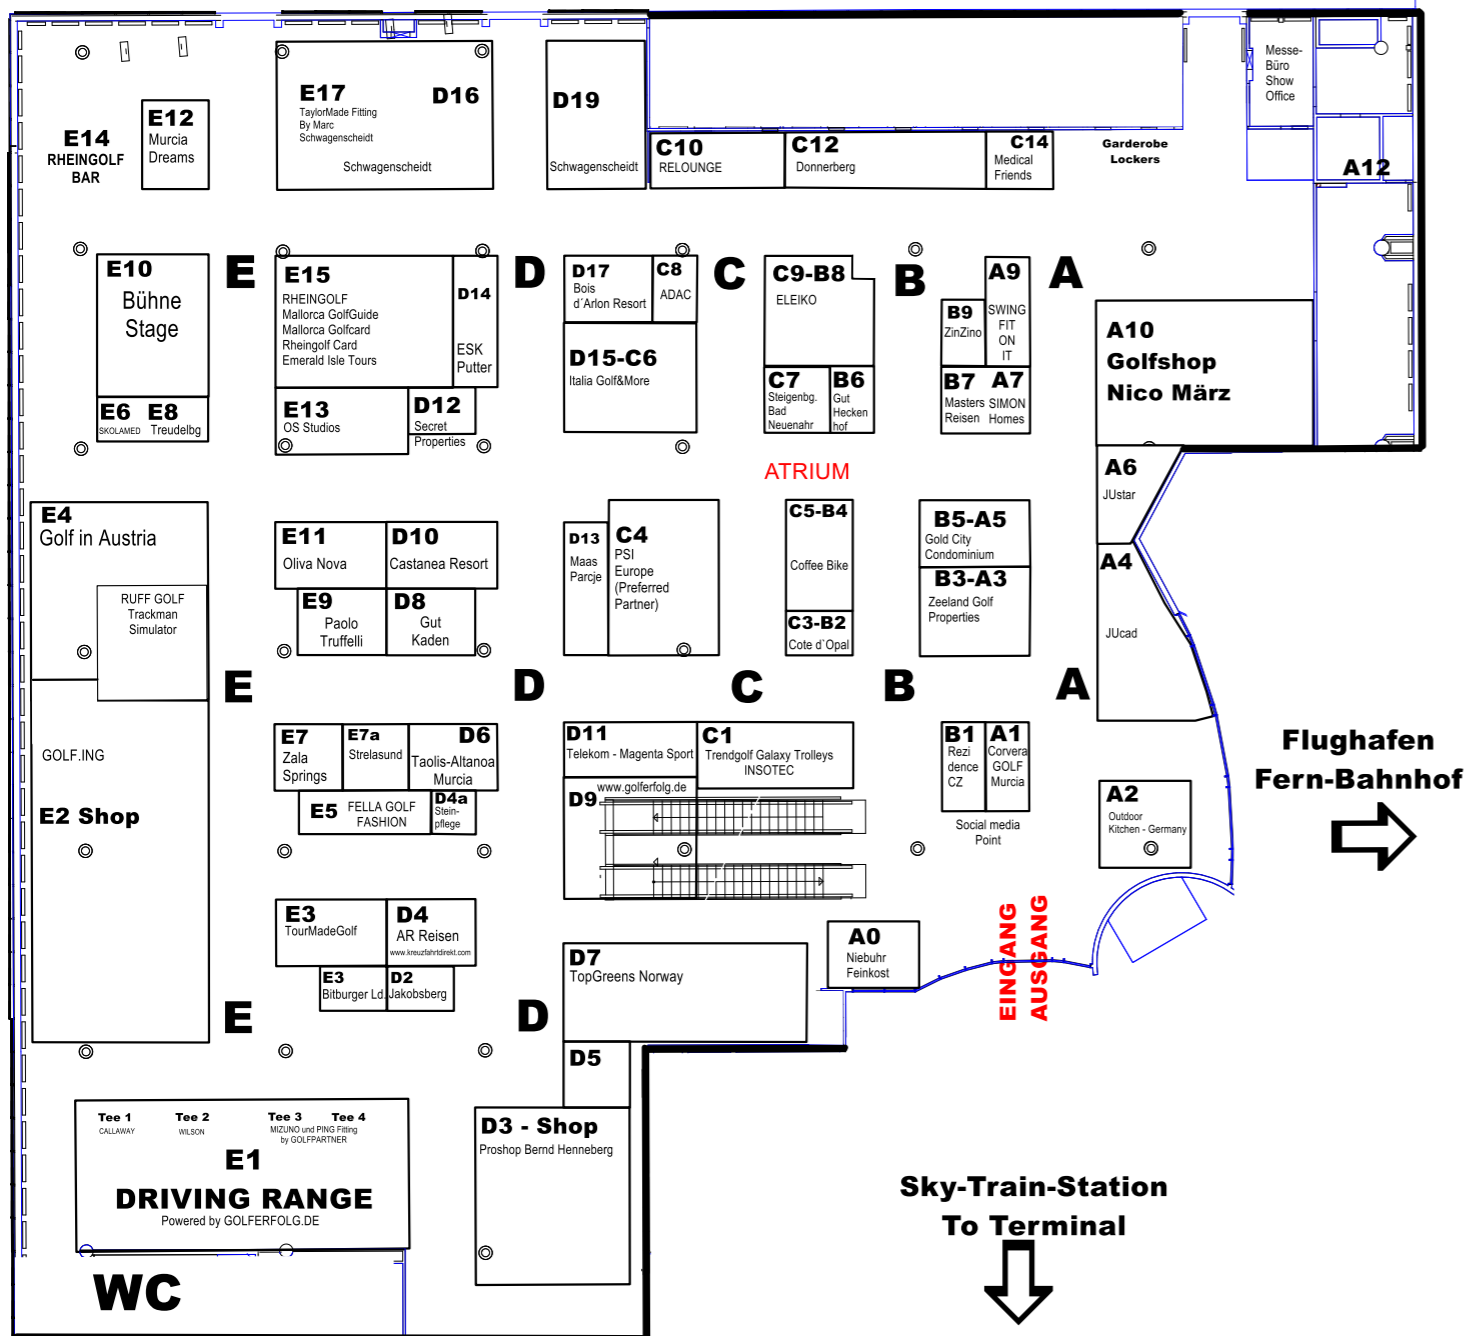 E14
RHEINGOLF
BAR
E12
Murcia
Dreams
E17
TaylorMade Fitting
By Marc
Schwagenscheidt
D16
Schwagenscheidt
D19
Schwagenscheidt
C10
RELOUNGE
C12
Donnerberg
C14
Medical
Friends
Garderobe
Lockers
Messe-
Büro
Show
Office
A12
E10
Bühne
Stage
E6
SKOLAMED
E8
Treudelbg
E
E15
RHEINGOLF
Mallorca GolfGuide
Mallorca Golfcard
Rheingolf Card
Emerald Isle Tours
D14
ESK
Putter
E13
OS Studios
D12
Secret
Properties
D
D17
Bois
d´Arlon Resort
C8
ADAC
D15-C6
Italia Golf&More
C
C9-B8
ELEIKO
C7
Steigenbg.
Bad
Neuenahr
B6
Gut
Hecken
hof
B
A9
SWING
FIT
ON
IT
B9
ZinZino
B7
Masters
Reisen
A7
SIMON
Homes
A
A10
Golfshop
Nico März
ATRIUM
A6
JUstar
E4
Golf in Austria
RUFF GOLF
Trackman
Simulator
E11
Oliva Nova
D10
Castanea Resort
E9
Paolo
Truffelli
D8
Gut
Kaden
D13
Maas
Parcje
C4
PSI
Europe
(Preferred
Partner)
C5-B4
Coffee Bike
C3-B2
Cote d`Opal
B5-A5
Gold City
Condominium
B3-A3
Zeeland Golf
Properties
A4
JUcad
E
D
C
B
A
GOLF.ING
E2 Shop
E7
Zala
Springs
E7a
Strelasund
D6
Taolis-Altanoa
Murcia
E5
FELLA GOLF
FASHION
D4a
Stein-
pflege
D11
Telekom - Magenta Sport
C1
Trendgolf Galaxy Trolleys
INSOTEC
D9
www.golferfolg.de
B1
Rezi
dence
CZ
A1
Corvera
GOLF
Murcia
Social media
Point
A2
Outdoor
Kitchen - Germany
Flughafen
Fern-Bahnhof
E3
TourMadeGolf
D4
AR Reisen
www.kreuzfahrtdirekt.com
E3
Bitburger Ld.
D2
Jakobsberg
E
D
D7
TopGreens Norway
A0
Niebuhr
Feinkost
EINGANG
AUSGANG
D5
D3 - Shop
Proshop Bernd Henneberg
Tee 1
CALLAWAY
Tee 2
WILSON
Tee 3
Tee 4
MIZUNO und PING Fitting
by GOLFPARTNER
E1
DRIVING RANGE
Powered by GOLFERFOLG.DE
WC
Sky-Train-Station
To Terminal